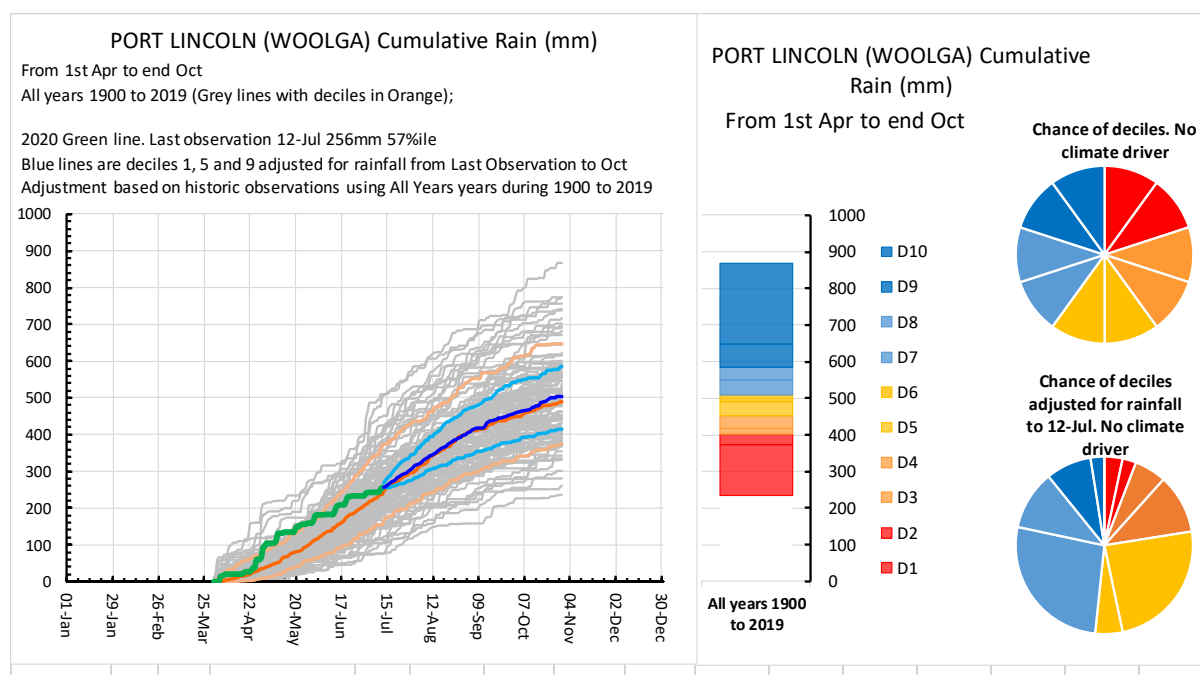 PORT LINCOLN (WOOLGA) Cumulative Rain (mm)
From 1st Apr to end Oct
All years 1900 to 2019 (Grey lines with deciles in Orange);
2020 Green line. Last observation 12-Jul 256mm 57%ile
Blue lines are deciles 1, 5 and 9 adjusted for rainfall from Last Observation to Oct
Adjustment based on historic observations using All Years years during 1900 to 2019
1000
900
800
700
600
500
400
300
200
100
0
01-Jan
29-Jan
26-Feb
25-Mar
22-Apr
20-May
17-Jun
15-Jul
12-Aug
09-Sep
07-Oct
04-Nov
02-Dec
30-Dec
PORT LINCOLN (WOOLGA) Cumulative
Rain (mm)
From 1st Apr to end Oct
1000
900
800
700
600
500
400
300
200
100
0
All years 1900
to 2019
D10
D9
D8
D7
D6
D5
D4
D3
D2
D1
Chance of deciles. No
climate driver
Chance of deciles
adjusted for rainfall
to 12-Jul. No climate
driver